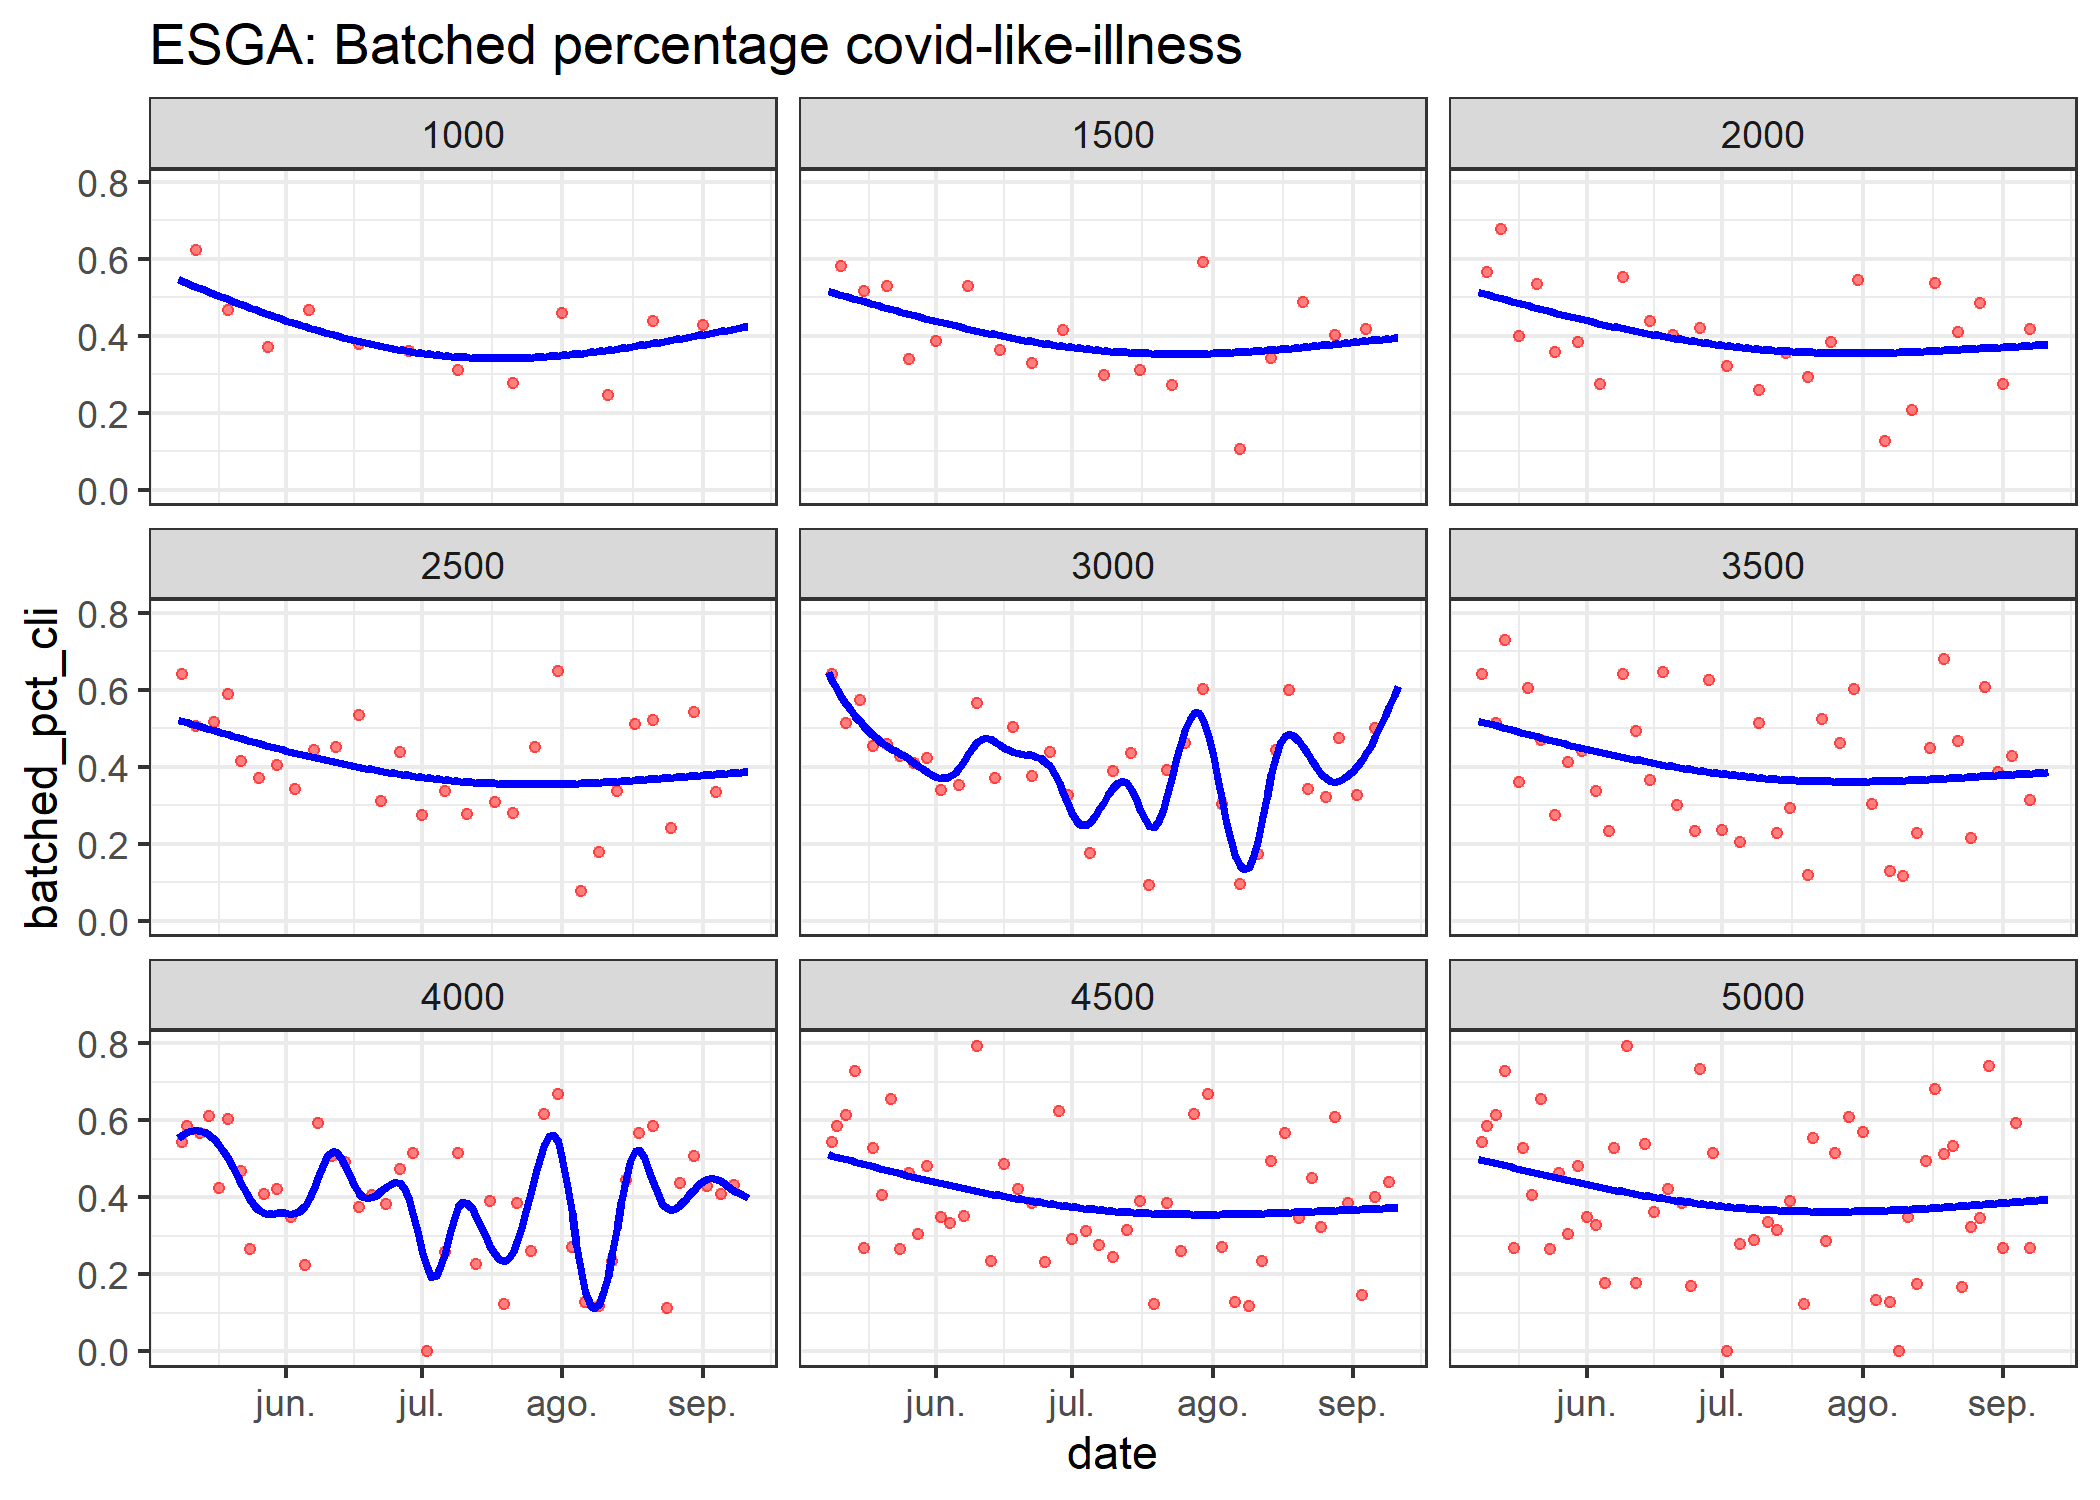 ESGA: Batched percentage covid-like-illness
1000 1500 2000
0.8
0.6
0.4
0.2
0.0
2500 3000 3500
0.8
0.6
0.4
0.2
0.0
batched_pct_cli
4000 4500 5000
0.8
0.6
0.4
0.2
0.0
jun. jul. ago. sep. jun. jul. ago. sep. jun. jul. ago. sep.
date